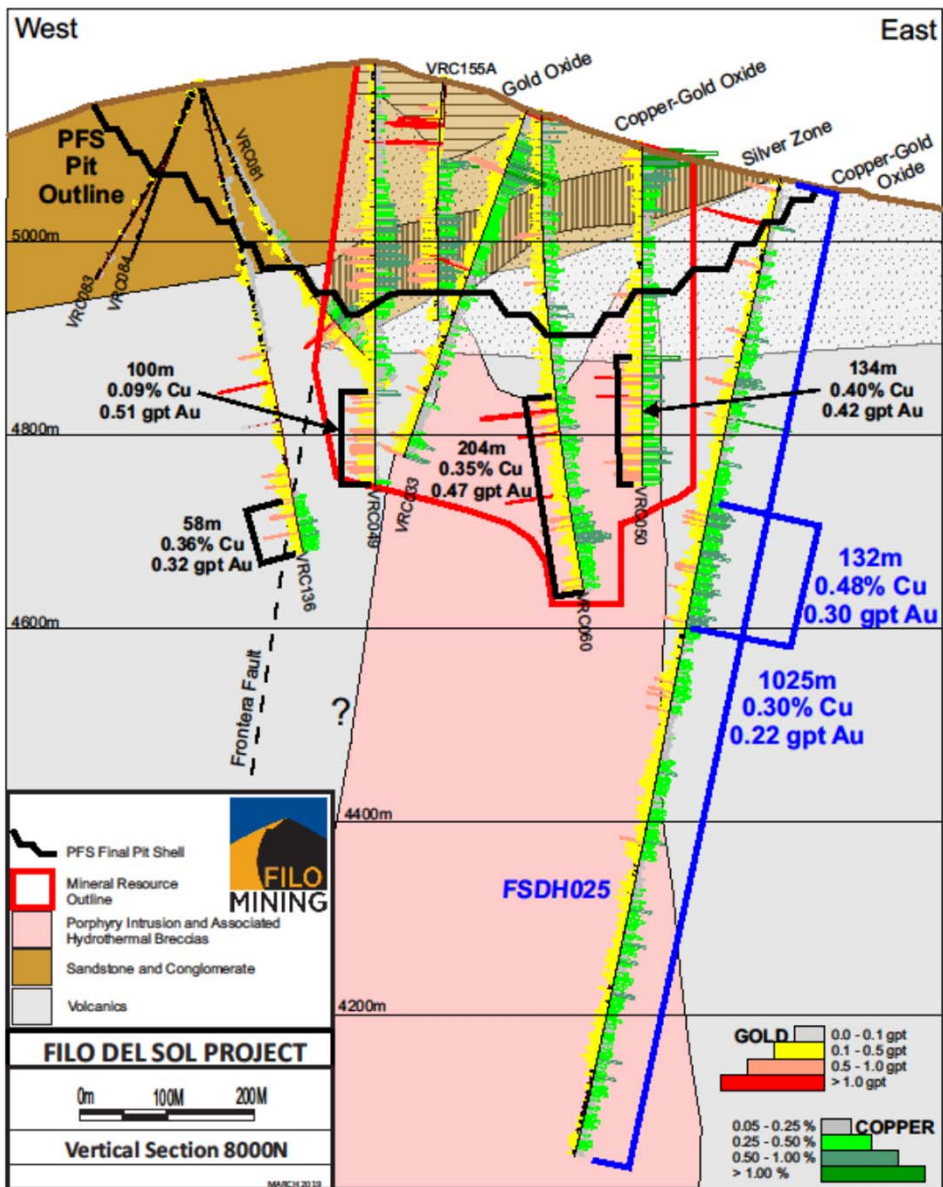 West
East
VRC155A
Gold Oxide
Copper-Gold Oxide
Silver Zone
Copper-Gold
Oxide
PFS
Pit
Outline
VRC081
5000m
VRC083
VRC084
100m
0.09% Cu
0.51 gpt Au
134m
0.40% Cu
0.42 gpt Au
4800m
204m
0.35% Cu
0.47 gpt Au
VRC033
VRC049
VRC050
58m
0.36% Cu
0.32 gpt Au
VRC136
132m
0.48% Cu
0.30 gpt Au
4600m
VRC060
1025m
0.30% Cu
0.22 gpt Au
Frontera Fault
?
4400m
FSDH025
4200m
PFS Final Pit Shell
FILO
MINING
Mineral Resource
Outline
Porphyry Intrusion and Associated
Hydrothermal Breccias
Sandstone and Conglomerate
Volcanics
FILO DEL SOL PROJECT
0m 100M 200M
Vertical Section 8000N
MARCH 2019
GOLD
0.0 - 0.1 gpt
0.1 - 0.5 gpt
0.5 - 1.0 gpt
> 1.0 gpt
COPPER
0.05 - 0.25 %
0.25 - 0.50 %
0.50 - 1.00 %
> 1.00 %